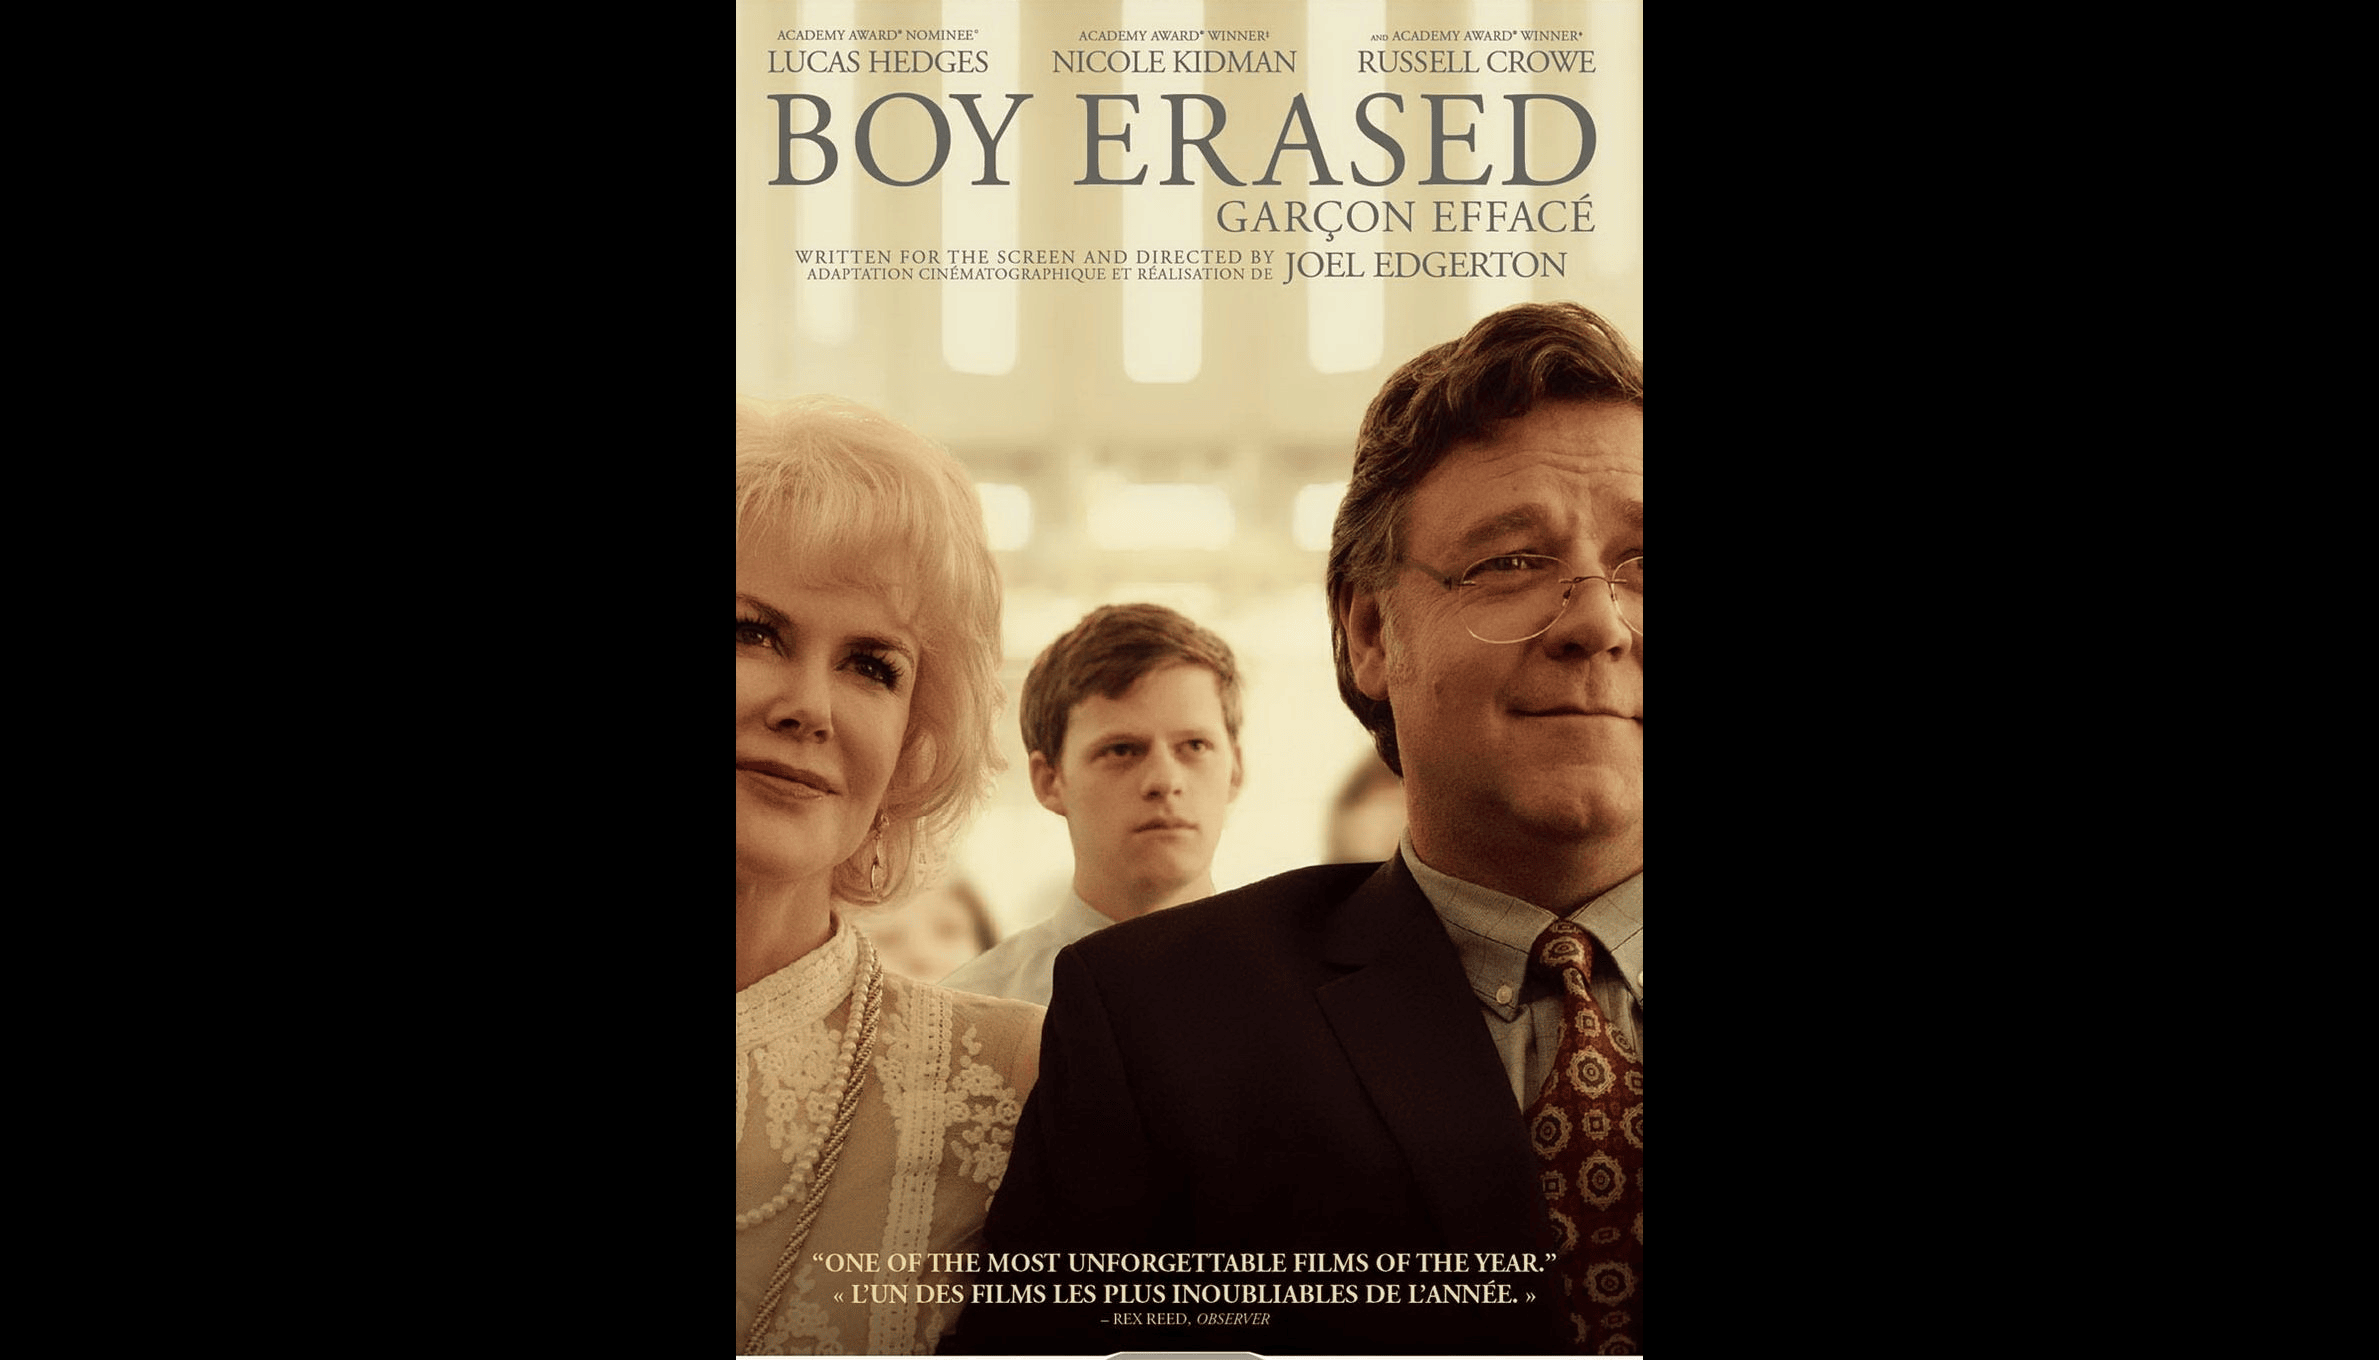 ACADEMY AWARD® NOMINEE° ACADEMY AWARD® WINNER‡ AND ACADEMY AWARD® WINNER♦
LUCAS HEDGES NICOLE KIDMAN RUSSELL CROWE
BOY ERASED
GARÇON EFFACÉ
WRITTEN FOR THE SCREEN AND DIRECTED BY
ADAPTATION CINÉMATOGRAPHIQUE ET RÉALISATION DE
JOEL EDGERTON
“ONE OF THE MOST UNFORGETTABLE FILMS OF THE YEAR.”
« L’UN DES FILMS LES PLUS INOUBLIABLES DE L’ANNÉE. »
– REX REED, OBSERVER